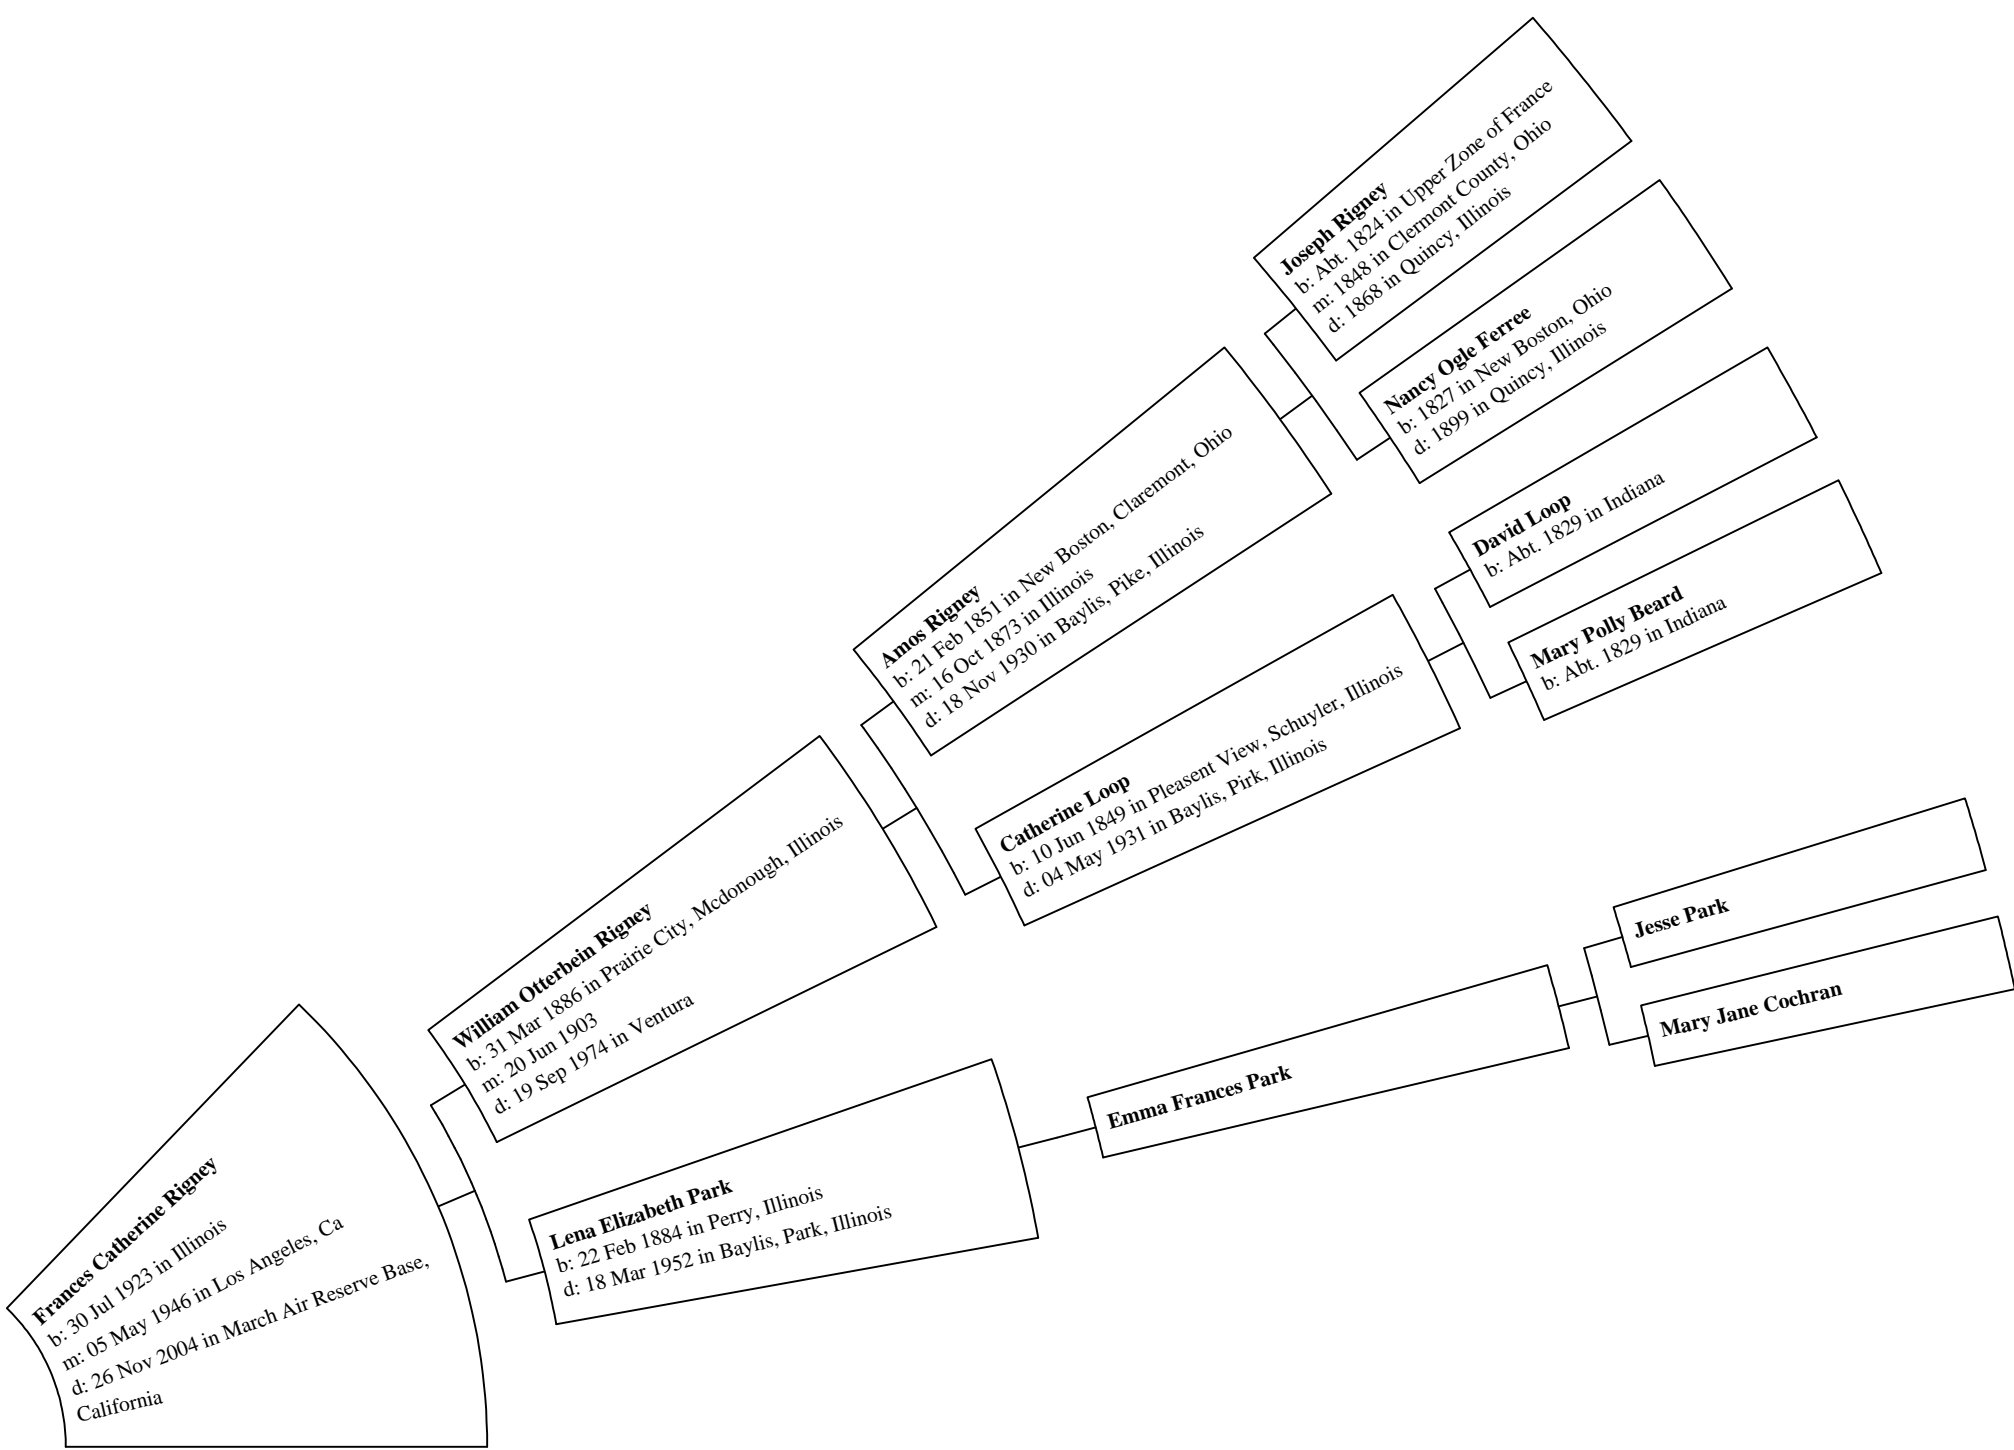 Joseph Rigney
b: Abt. 1824 in Upper Zone of France
m: 1848 in Clermont County, Ohio
d: 1868 in Quincy, Illinois
Nancy Ogle Ferree
b: 1827 in New Boston, Ohio
d: 1899 in Quincy, Illinois
Amos Rigney
b: 21 Feb 1851 in New Boston, Claremont, Ohio
m: 16 Oct 1873 in Illinois
d: 18 Nov 1930 in Baylis, Pike, Illinois
David Loop
b: Abt. 1829 in Indiana
Mary Polly Beard
b: Abt. 1829 in Indiana
Catherine Loop
b: 10 Jun 1849 in Pleasent View, Schuyler, Illinois
d: 04 May 1931 in Baylis, Pirk, Illinois
William Otterbein Rigney
b: 31 Mar 1886 in Prairie City, Mcdonough, Illinois
m: 20 Jun 1903
d: 19 Sep 1974 in Ventura
Jesse Park
Mary Jane Cochran
Emma Frances Park
Lena Elizabeth Park
b: 22 Feb 1884 in Perry, Illinois
d: 18 Mar 1952 in Baylis, Park, Illinois
Frances Catherine Rigney
b: 30 Jul 1923 in Illinois
m: 05 May 1946 in Los Angeles, Ca
d: 26 Nov 2004 in March Air Reserve Base,
California